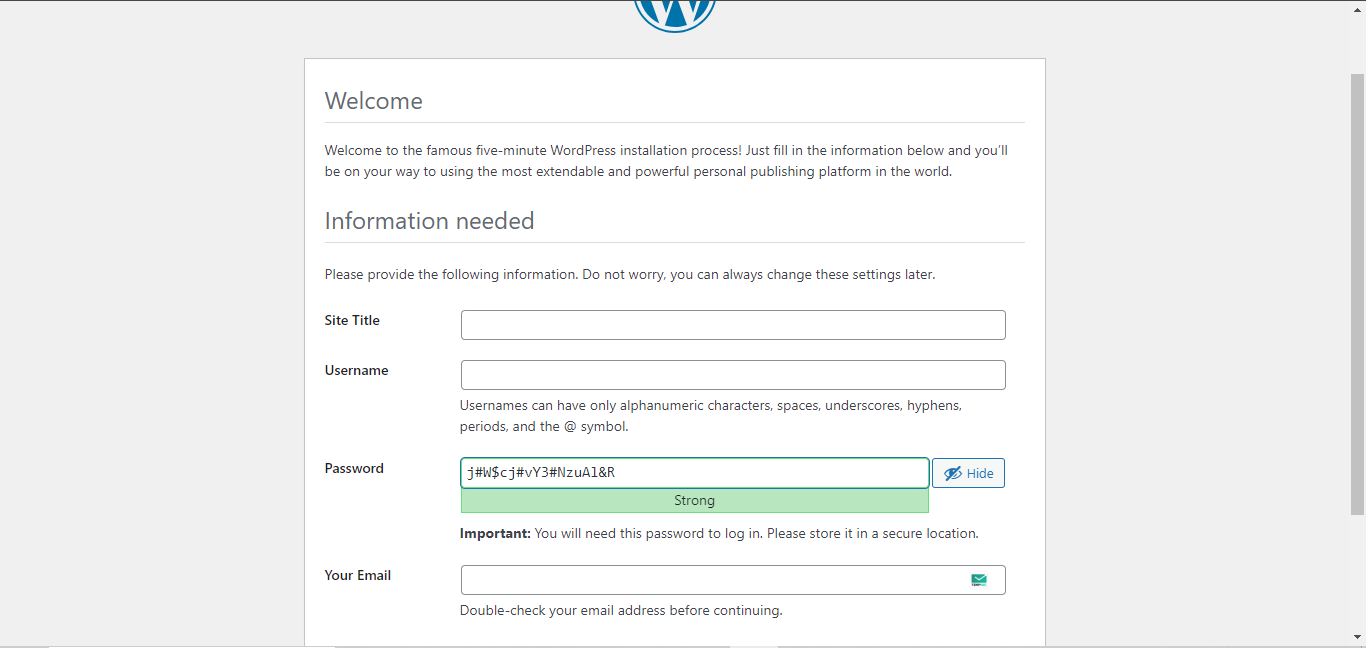 Welcome
Welcome to the famous five-minute WordPress installation process! Just fill in the information below and you’ll
be on your way to using the most extendable and powerful personal publishing platform in the world.
Information needed
Please provide the following information. Do not worry, you can always change these settings later.
Site Title
Username
Usernames can have only alphanumeric characters, spaces, underscores, hyphens,
periods, and the @ symbol.
Password
j#W$cj#vY3#NzuA1&R
Hide
Strong
Important: You will need this password to log in. Please store it in a secure location.
Your Email
Double-check your email address before continuing.